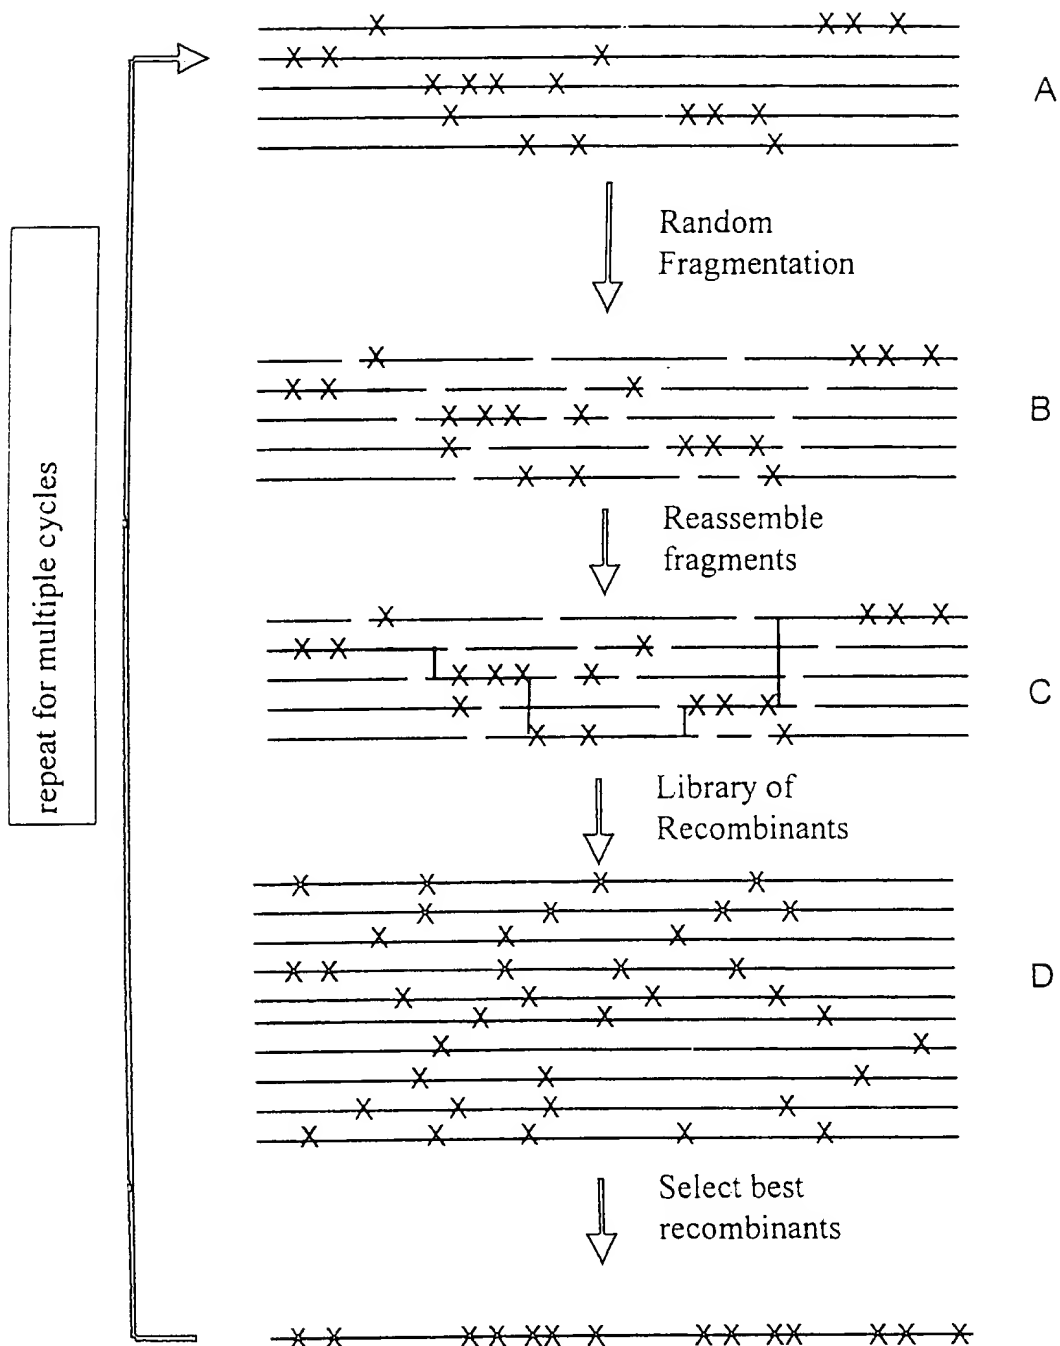 A
Random
Fragmentation
B
Reassemble
fragments
C
Library of
Recombinants
D
Select best
recombinants
repeat for multiple cycles